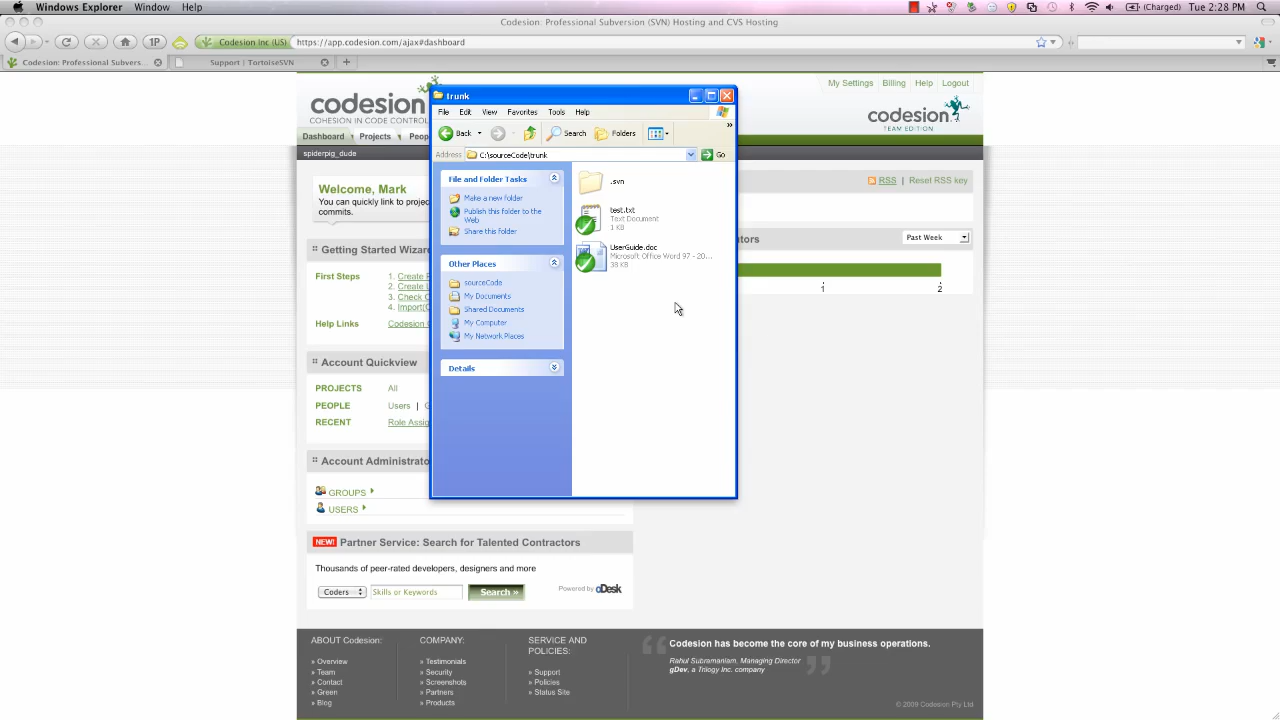 Windows Explorer Window Help
(Charged) Tue 2:28 PM
Codesion: Professional Subversion (SVN) Hosting and CVS Hosting
1P
Codesion Inc (US)
https://app.codesion.com/ajax#dashboard
Codesion: Professional Subvers...
Support | TortoiseSVN
codesion
COHESION IN CODE CONTR
My Settings Billing Help Logout
codesion
TEAM EDITION
Dashboard Projects Peop
spiderpig_dude
Welcome, Mark
You can quickly link to projec
commits.
RSS | Reset RSS key
Getting Started Wizar
utors
Past Week
First Steps
1. Create P
2. Create U
3. Check O
4. Import(C
1
2
Help Links
Codesion
Account Quickview
PROJECTS All
PEOPLE Users |
RECENT Role Assig
Account Administrato
GROUPS
USERS
NEW! Partner Service: Search for Talented Contractors
Thousands of peer-rated developers, designers and more
Coders
Skills or Keywords
Search »
Powered by oDesk
trunk
File Edit View Favorites Tools Help
»
Back
Search
Folders
Address
C:\sourceCode\trunk
Go
File and Folder Tasks
Make a new folder
Publish this folder to the
Web
Share this folder
Other Places
sourceCode
My Documents
Shared Documents
My Computer
My Network Places
Details
.svn
test.txt
Text Document
1 KB
UserGuide.doc
Microsoft Office Word 97 - 20...
38 KB
ABOUT Codesion:
» Overview
» Team
» Contact
» Green
» Blog
COMPANY:
» Testimonials
» Security
» Screenshots
» Partners
» Products
SERVICE AND
POLICIES:
» Support
» Policies
» Status Site
Codesion has become the core of my business operations.
Rahul Subramaniam, Managing Director
gDev, a Trilogy Inc. company
© 2009 Codesion Pty Ltd